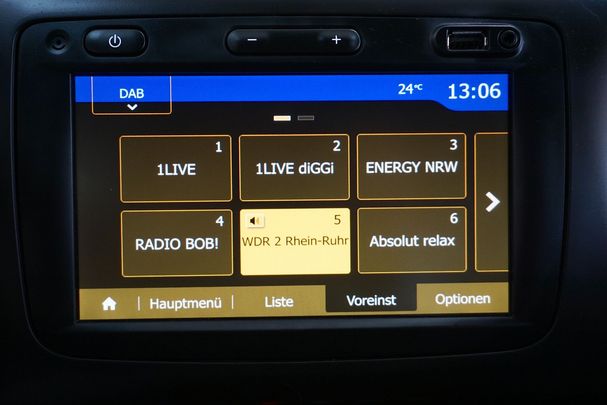 DAB
24°C
13:06
1
1LIVE
2
1LIVE diGGi
3
ENERGY NRW
4
RADIO BOB!
5
WDR 2 Rhein-Ruhr
6
Absolut relax
Hauptmenü
Liste
Voreinst
Optionen